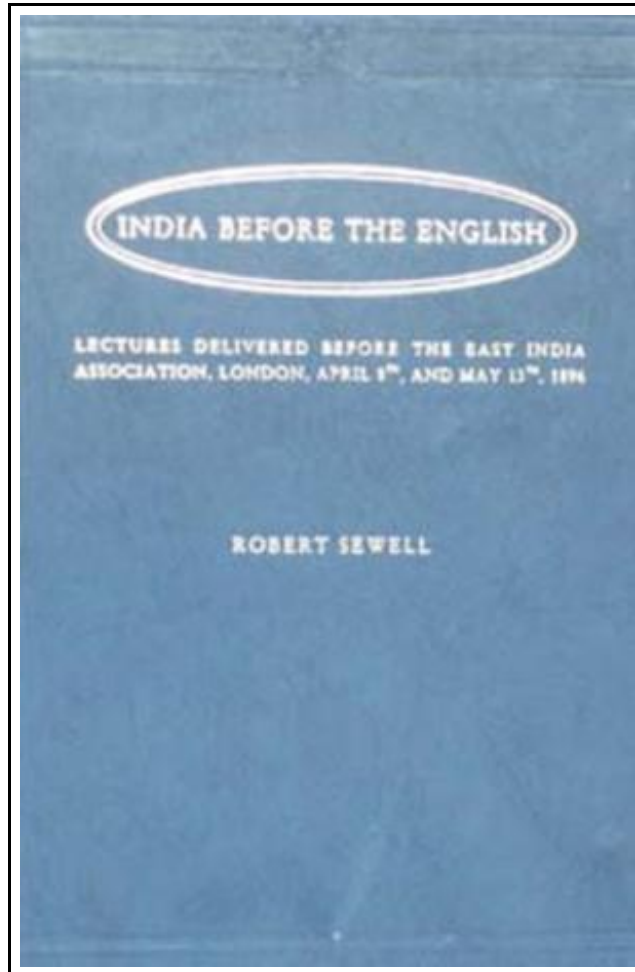 INDIA BEFORE THE ENGLISH
LECTURES DELIVERED BEFORE THE EAST INDIA
ASSOCIATION, LONDON, APRIL 8TH, AND MAY 13TH, 1896
ROBERT SEWELL